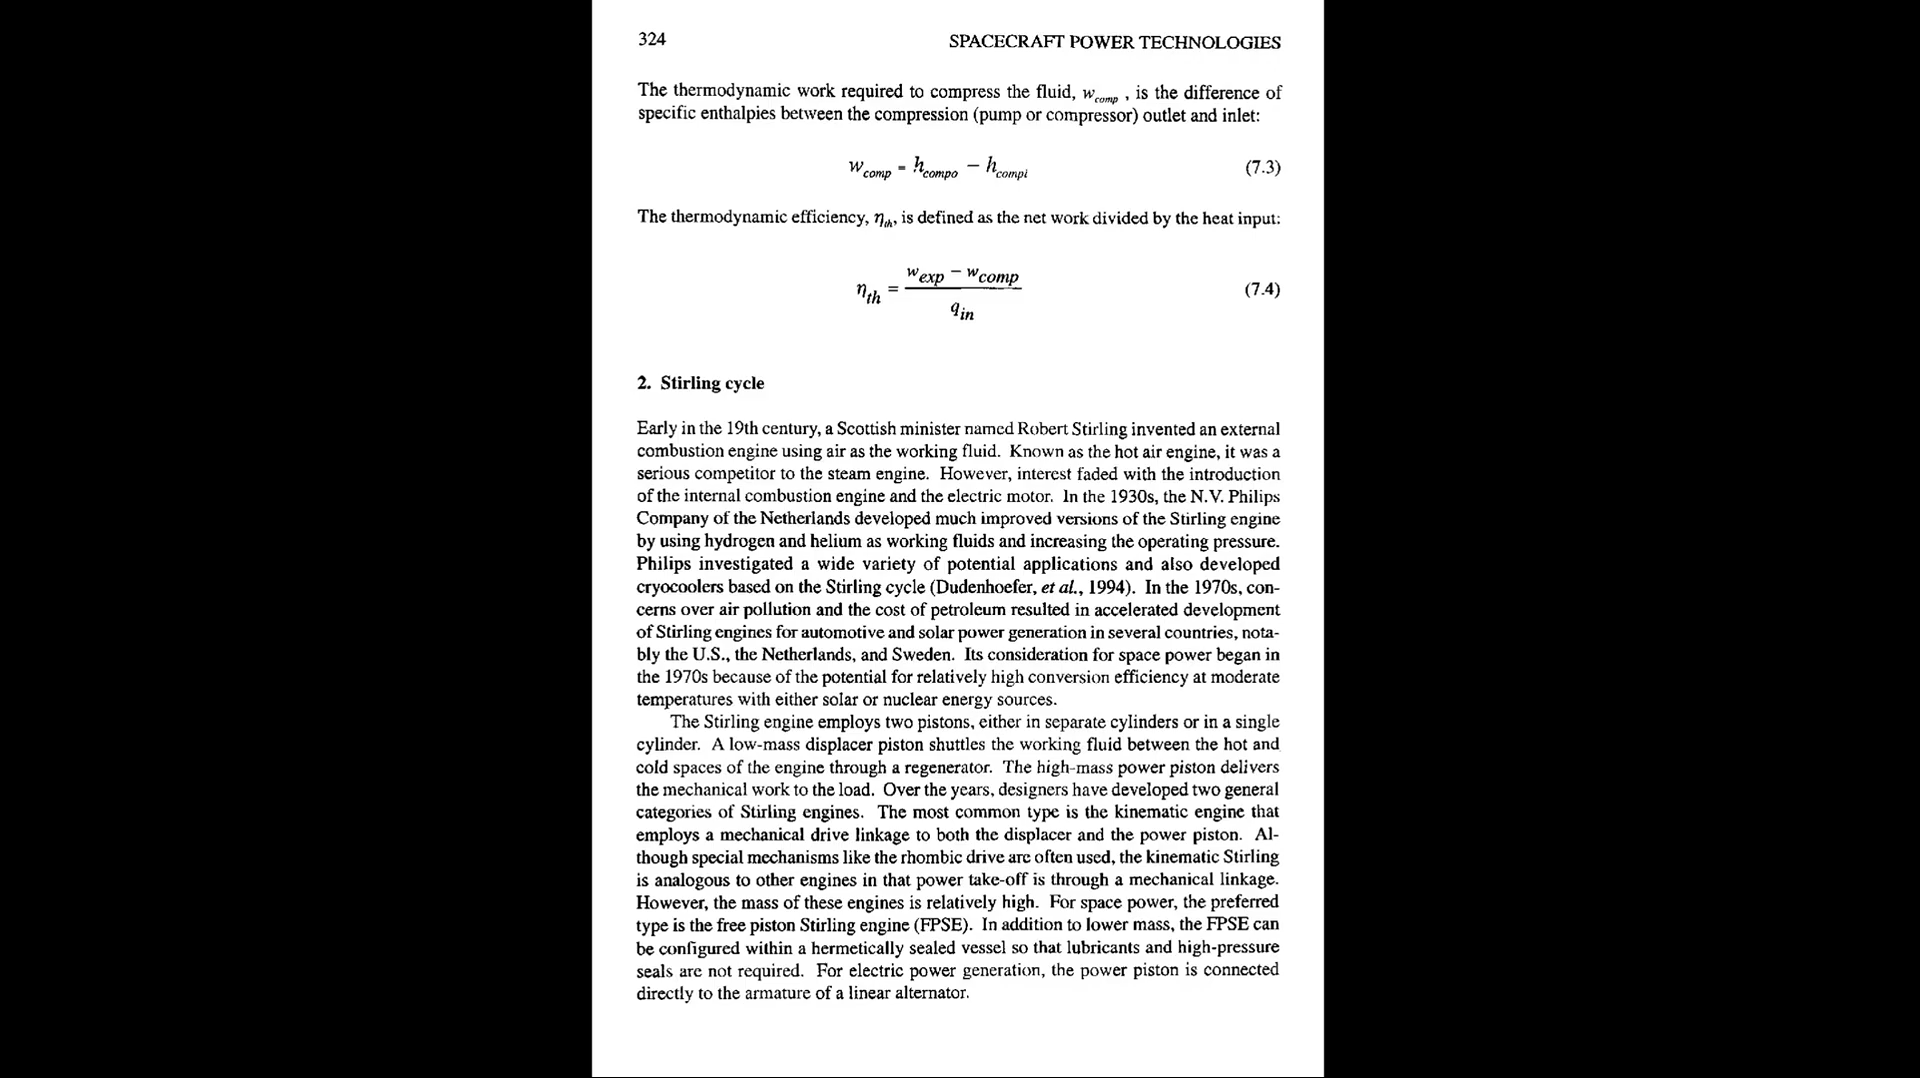 324 SPACECRAFT POWER TECHNOLOGIES
The thermodynamic work required to compress the fluid, w_comp , is the difference of
specific enthalpies between the compression (pump or compressor) outlet and inlet:
w_comp = h_compo − h_compi (7.3)
The thermodynamic efficiency, η_th, is defined as the net work divided by the heat input:
η_th = (w_exp − w_comp) / q_in (7.4)
2. Stirling cycle
Early in the 19th century, a Scottish minister named Robert Stirling invented an external
combustion engine using air as the working fluid. Known as the hot air engine, it was a
serious competitor to the steam engine. However, interest faded with the introduction
of the internal combustion engine and the electric motor. In the 1930s, the N.V. Philips
Company of the Netherlands developed much improved versions of the Stirling engine
by using hydrogen and helium as working fluids and increasing the operating pressure.
Philips investigated a wide variety of potential applications and also developed
cryocoolers based on the Stirling cycle (Dudenhoefer, et al., 1994). In the 1970s, con-
cerns over air pollution and the cost of petroleum resulted in accelerated development
of Stirling engines for automotive and solar power generation in several countries, nota-
bly the U.S., the Netherlands, and Sweden. Its consideration for space power began in
the 1970s because of the potential for relatively high conversion efficiency at moderate
temperatures with either solar or nuclear energy sources.
The Stirling engine employs two pistons, either in separate cylinders or in a single
cylinder. A low-mass displacer piston shuttles the working fluid between the hot and
cold spaces of the engine through a regenerator. The high-mass power piston delivers
the mechanical work to the load. Over the years, designers have developed two general
categories of Stirling engines. The most common type is the kinematic engine that
employs a mechanical drive linkage to both the displacer and the power piston. Al-
though special mechanisms like the rhombic drive are often used, the kinematic Stirling
is analogous to other engines in that power take-off is through a mechanical linkage.
However, the mass of these engines is relatively high. For space power, the preferred
type is the free piston Stirling engine (FPSE). In addition to lower mass, the FPSE can
be configured within a hermetically sealed vessel so that lubricants and high-pressure
seals are not required. For electric power generation, the power piston is connected
directly to the armature of a linear alternator.